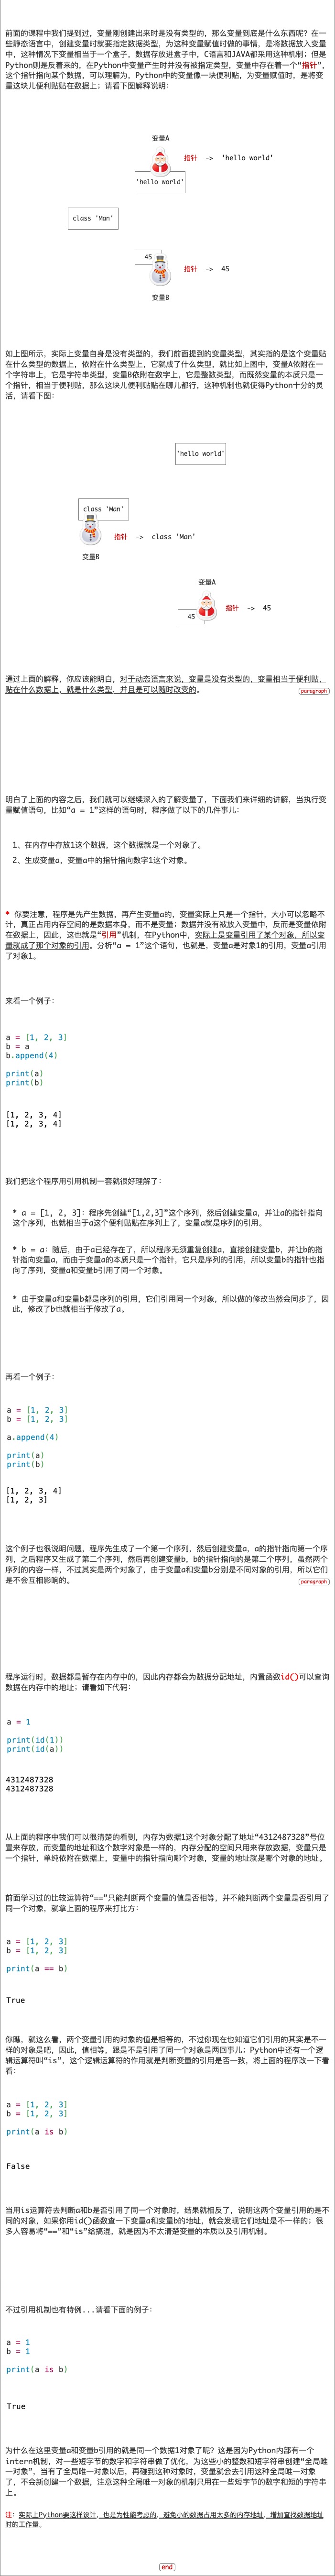 前面的课程中我们提到过，变量刚创建出来时是没有类型的，那么变量到底是什么东西呢？在一
些静态语言中，创建变量时就要指定数据类型，为这种变量赋值时做的事情，是将数据放入变量
中，这种情况下变量相当于一个盒子，数据存放进盒子中，C语言和JAVA都采用这种机制；但是
Python则是反着来的，在Python中变量产生时并没有被指定类型，变量中存在着一个“指针”，
这个指针指向某个数据，可以理解为。Python中的变量像一块便利贴，为变量赋值时，是将变
量这块儿便利贴贴在数据上；请看下图解释说明：
变量A
指针 -> 'hello world'
'hello world'
class 'Man'
45
指针 -> 45
变量B
如上图所示，实际上变量自身是没有类型的，我们前面提到的变量类型，其实指的是这个变量贴
在什么类型的数据上，依附在什么类型上，它就成了什么类型，就比如上图中，变量A依附在一
个字符串上，它是字符串类型，变量B依附在数字上，它是整数类型，而既然变量的本质只是一
个指针，相当于便利贴，那么这块儿便利贴贴在哪儿都行，这种机制也就使得Python十分的灵
活，请看下图：
'hello world'
class 'Man'
指针 -> class 'Man'
变量B
变量A
指针 -> 45
45
通过上面的解释，你应该能明白，对于动态语言来说，变量是没有类型的、变量相当于便利贴、
贴在什么数据上、就是什么类型，并且是可以随时改变的。
paragraph
明白了上面的内容之后，我们就可以继续深入的了解变量了，下面我们来详细的讲解，当执行变
量赋值语句，比如“a = 1”这样的语句时，程序做了以下的几件事儿：
1、在内存中存放1这个数据，这个数据就是一个对象了。
2、生成变量a，变量a中的指针指向数字1这个对象。
* 你要注意，程序是先产生数据，再产生变量a的，变量实际上只是一个指针，大小可以忽略不
计，真正占用内存空间的是数据本身，而不是变量；数据并没有被放入变量中，反而是变量依附
在数据上，因此，这也就是“引用”机制，在Python中，实际上是变量引用了某个对象、所以变
量就成了那个对象的引用。分析“a = 1”这个语句，也就是，变量a是对象1的引用，变量a引用
了对象1。
来看一个例子：
a = [1, 2, 3]
b = a
b.append(4)
print(a)
print(b)
[1, 2, 3, 4]
[1, 2, 3, 4]
我们把这个程序用引用机制一套就很好理解了：
* a = [1, 2, 3]：程序先创建“[1,2,3]”这个序列，然后创建变量a，并让a的指针指向
这个序列，也就相当于a这个便利贴贴在序列上了，变量a就是序列的引用。
* b = a：随后，由于a已经存在了，所以程序无须重复创建a，直接创建变量b，并让b的指
针指向变量a，而由于变量a的本质只是一个指针，它只是序列的引用，所以变量b的指针也指
向了序列，变量a和变量b引用了同一个对象。
* 由于变量a和变量b都是序列的引用，它们引用同一个对象，所以做的修改当然会同步了，因
此，修改了b也就相当于修改了a。
再看一个例子：
a = [1, 2, 3]
b = [1, 2, 3]
a.append(4)
print(a)
print(b)
[1, 2, 3, 4]
[1, 2, 3]
这个例子也很说明问题，程序先生成了一个第一个序列，然后创建变量a，a的指针指向第一个序
列，之后程序又生成了第二个序列，然后再创建变量b，b的指针指向的是第二个序列，虽然两个
序列的内容一样，不过其实是两个对象了，由于变量a和变量b分别是不同对象的引用，所以它们
是不会互相影响的。
paragraph
程序运行时，数据都是暂存在内存中的，因此内存都会为数据分配地址，内置函数id()可以查询
数据在内存中的地址；请看如下代码：
a = 1
print(id(1))
print(id(a))
4312487328
4312487328
从上面的程序中我们可以很清楚的看到，内存为数据1这个对象分配了地址“4312487328”号位
置来存放，而变量的地址和这个数字对象是一样的，内存分配的空间只用来存放数据，变量只是
一个指针，单纯依附在数据上，变量中的指针指向哪个对象，变量的地址就是哪个对象的地址。
前面学习过的比较运算符“==”只能判断两个变量的值是否相等，并不能判断两个变量是否引用了
同一个对象，就拿上面的程序来打比方：
a = [1, 2, 3]
b = [1, 2, 3]
print(a == b)
True
你瞧，就这么看，两个变量引用的对象的值是相等的，不过你现在也知道它们引用的其实是不一
样的对象是吧，因此，值相等，跟是不是引用了同一个对象是两回事儿；Python中还有一个逻
辑运算符叫“is”，这个逻辑运算符的作用就是判断变量的引用是否一致，将上面的程序改一下看
看：
a = [1, 2, 3]
b = [1, 2, 3]
print(a is b)
False
当用is运算符去判断a和b是否引用了同一个对象时，结果就相反了，说明这两个变量引用的是不
同的对象，如果你用id()函数查一下变量a和变量b的地址，就会发现它们地址是不一样的；很
多人容易将“==”和“is”给搞混，就是因为不太清楚变量的本质以及引用机制。
不过引用机制也有特例...请看下面的例子：
a = 1
b = 1
print(a is b)
True
为什么在这里变量a和变量b引用的就是同一个数据1对象了呢？这是因为Python内部有一个
intern机制，对一些短字节的数字和字符串做了优化，为这些小的整数和短字符串创建“全局唯
一对象”，当有了全局唯一对象以后，再碰到这种对象时，变量就会去引用这种全局唯一对象
了，不会新创建一个数据，注意这种全局唯一对象的机制只用在一些短字节的数字和短的字符串
上。
注：实际上Python要这样设计、也是为性能考虑的、避免小的数据占用太多的内存地址、增加查找数据地址
时的工作量。
end